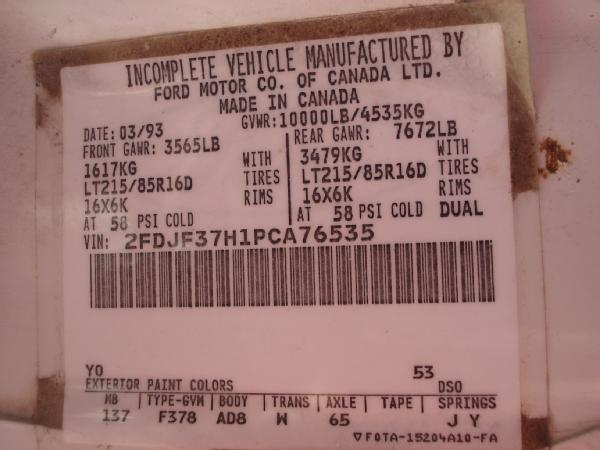 INCOMPLETE VEHICLE MANUFACTURED BY
FORD MOTOR CO. OF CANADA LTD.
MADE IN CANADA
GVWR:10000LB/4535KG
DATE: 03/93
FRONT GAWR: 3565LB
1617KG WITH
LT215/85R16D TIRES
16X6K RIMS
AT 58 PSI COLD
REAR GAWR: 7672LB
3479KG WITH
LT215/85R16D TIRES
16X6K RIMS
AT 58 PSI COLD DUAL
VIN: 2FDJF37H1PCA76535
YO 53
EXTERIOR PAINT COLORS DSO
WB | TYPE-GVM | BODY | TRANS | AXLE | TAPE | SPRINGS
137 F378 AD8 W 65 J Y
▽F0TA-15204A10-FA